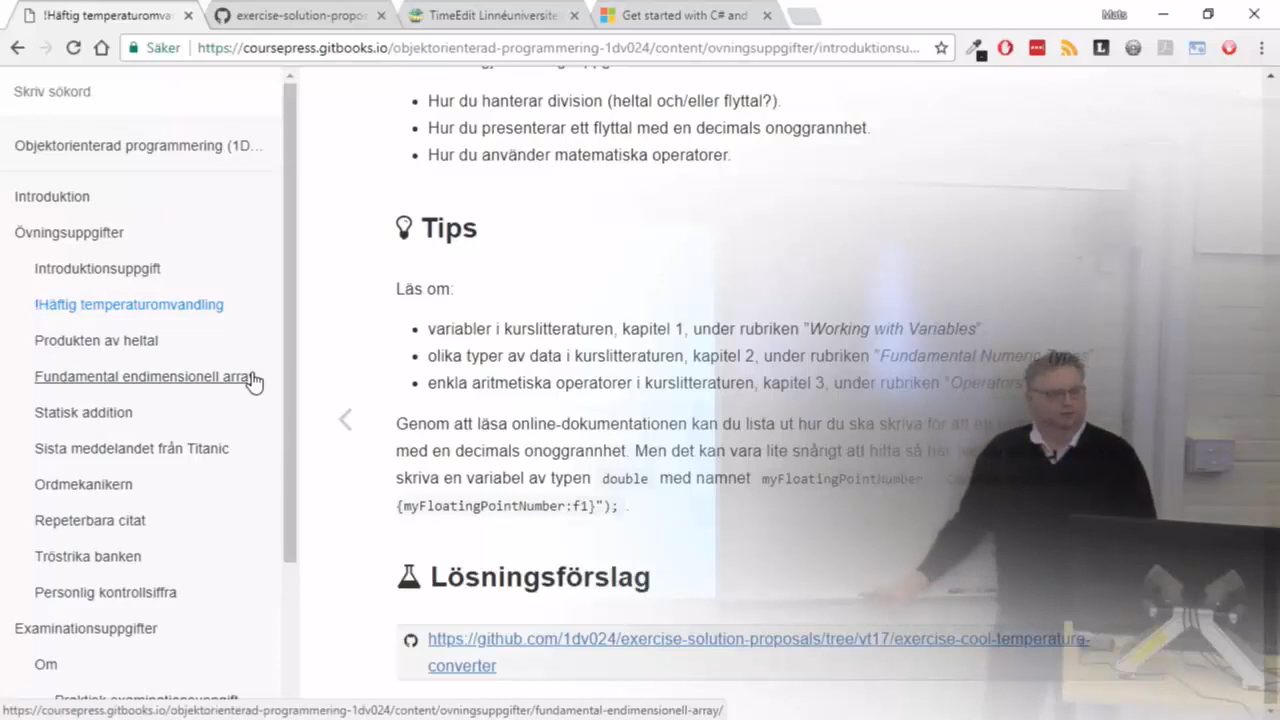 !Häftig temperaturomva
exercise-solution-propos
TimeEdit Linnéuniversite
Get started with C# and
Mats
Säker
https://coursepress.gitbooks.io/objektorienterad-programmering-1dv024/content/ovningsuppgifter/introduktionsu...
Skriv sökord
Objektorienterad programmering (1D...
Introduktion
Övningsuppgifter
Introduktionsuppgift
!Häftig temperaturomvandling
Produkten av heltal
Fundamental endimensionell array
Statisk addition
Sista meddelandet från Titanic
Ordmekanikern
Repeterbara citat
Tröstrika banken
Personlig kontrollsiffra
Examinationsuppgifter
Om
Praktisk examinationsuppgift
https://coursepress.gitbooks.io/objektorienterad-programmering-1dv024/content/ovningsuppgifter/fundamental-endimensionell-array/
• Hur du hanterar division (heltal och/eller flyttal?).
• Hur du presenterar ett flyttal med en decimals onoggrannhet.
• Hur du använder matematiska operatorer.
Tips
Läs om:
• variabler i kurslitteraturen, kapitel 1, under rubriken "Working with Variables".
• olika typer av data i kurslitteraturen, kapitel 2, under rubriken "Fundamental Numeric Types"
• enkla aritmetiska operatorer i kurslitteraturen, kapitel 3, under rubriken "Operators"
Genom att läsa online-dokumentationen kan du lista ut hur du ska skriva för att
med en decimals onoggrannhet. Men det kan vara lite snårigt att hitta så här
skriva en variabel av typen double med namnet myFloatingPointNumber
{myFloatingPointNumber:f1}"); .
Lösningsförslag
https://github.com/1dv024/exercise-solution-proposals/tree/vt17/exercise-cool-temperature-
converter